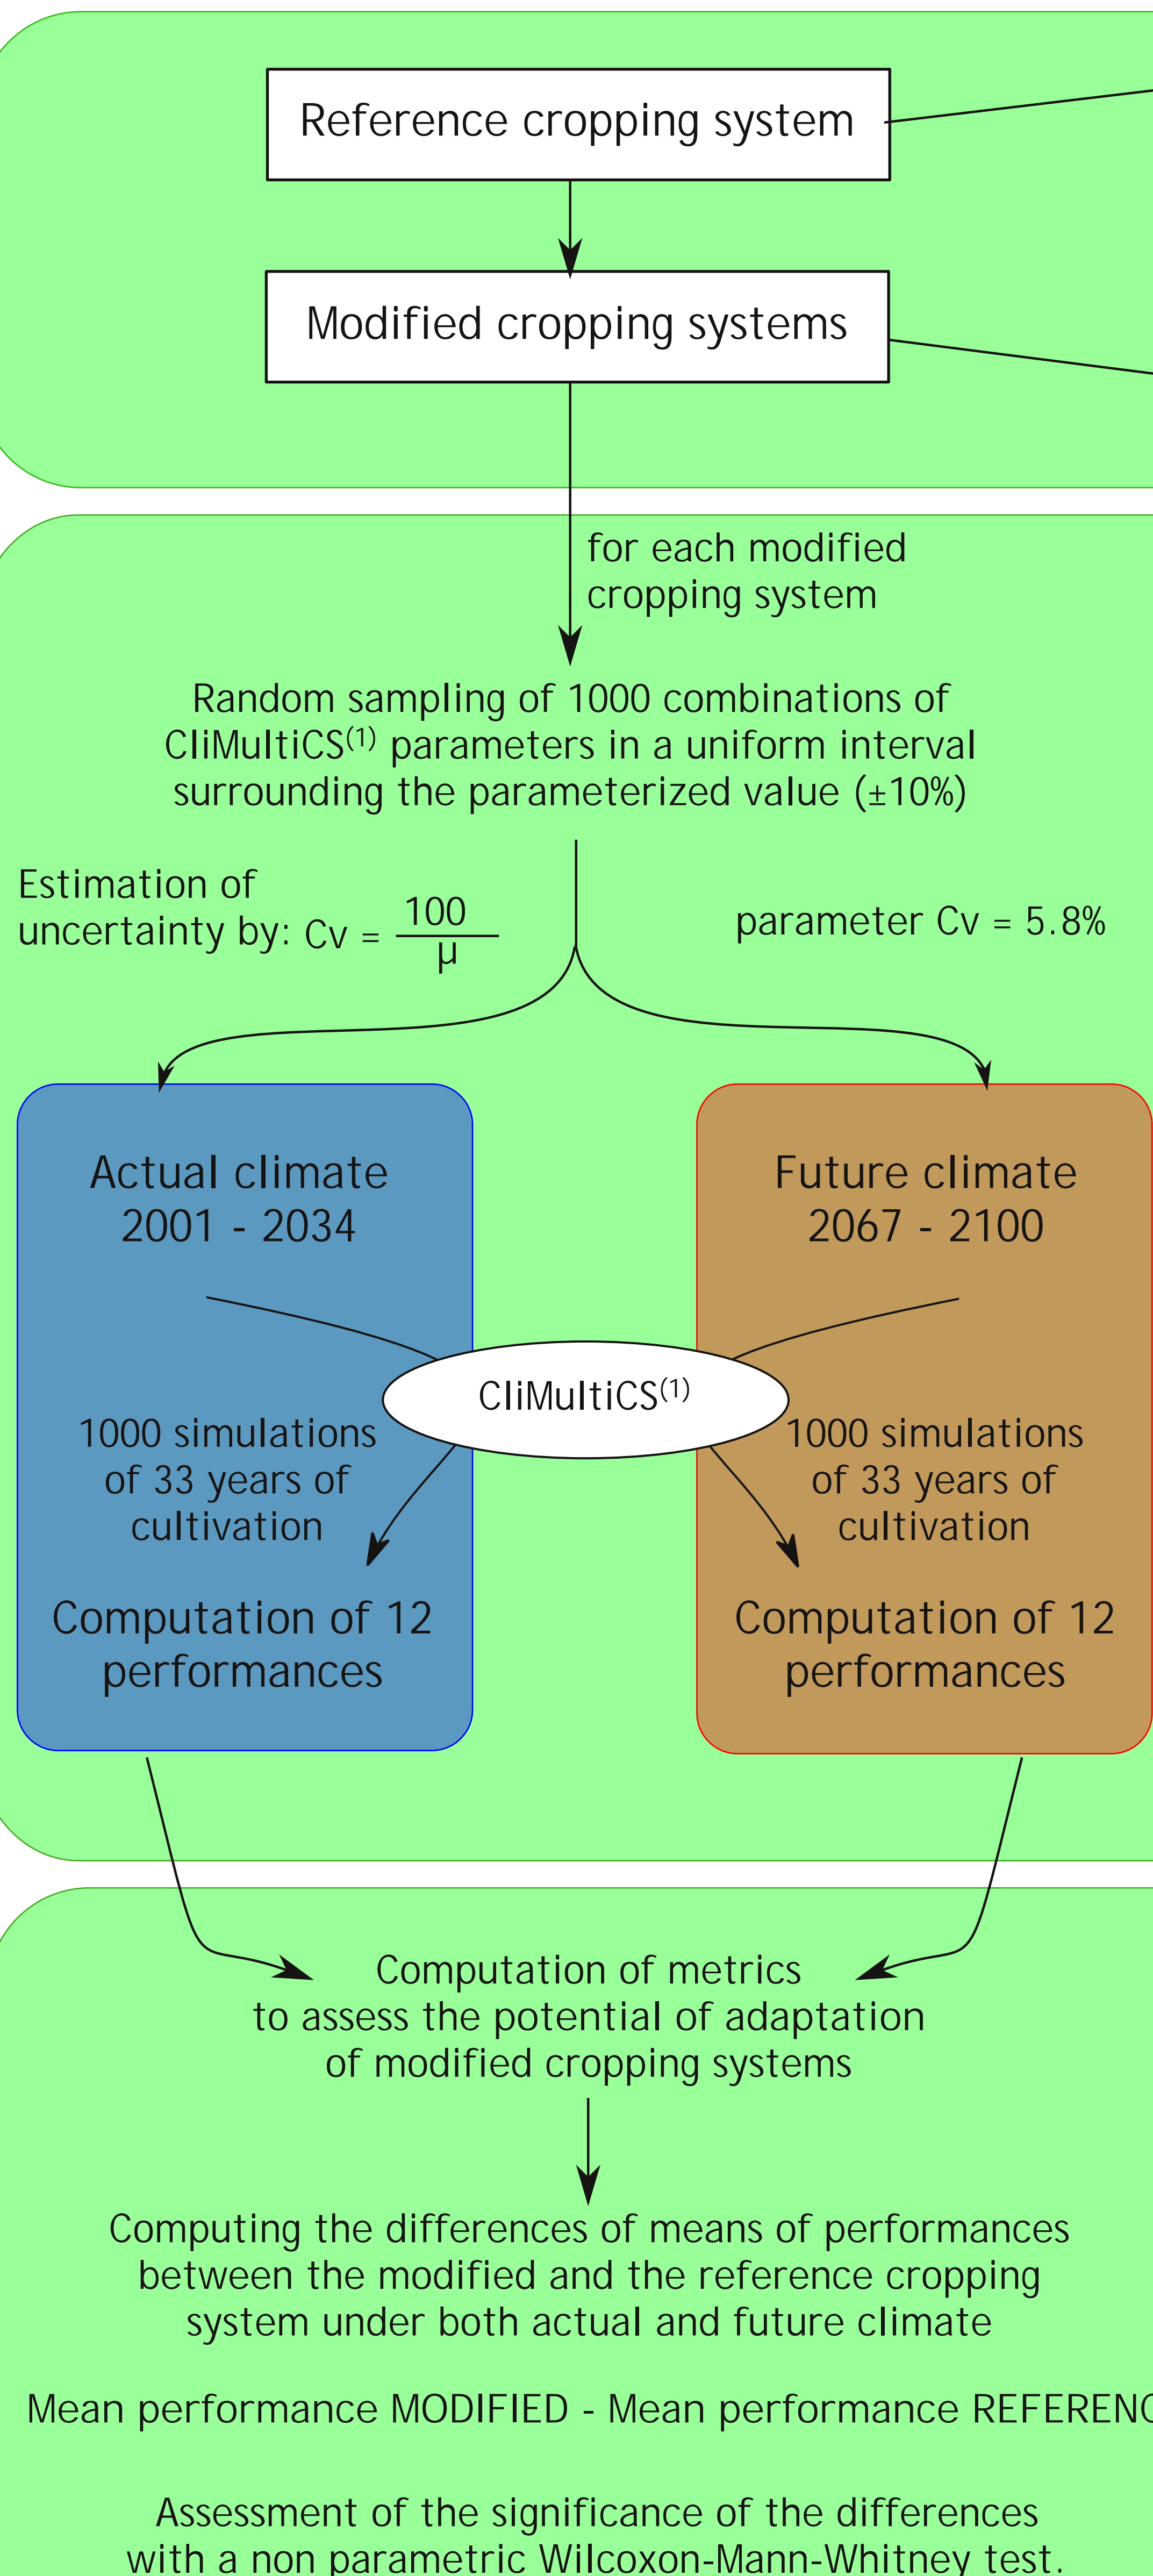 Reference cropping system
Modified cropping systems
for each modified
cropping system
Random sampling of 1000 combinations of
CliMultiCS(1) parameters in a uniform interval
surrounding the parameterized value (±10%)
Estimation of
uncertainty by: Cv = 100
μ
parameter Cv = 5.8%
Actual climate
2001 - 2034
Future climate
2067 - 2100
CliMultiCS(1)
1000 simulations
of 33 years of
cultivation
1000 simulations
of 33 years of
cultivation
Computation of 12
performances
Computation of 12
performances
Computation of metrics
to assess the potential of adaptation
of modified cropping systems
Computing the differences of means of performances
between the modified and the reference cropping
system under both actual and future climate
Mean performance MODIFIED - Mean performance REFERENC
Assessment of the significance of the differences
with a non parametric Wilcoxon-Mann-Whitney test.